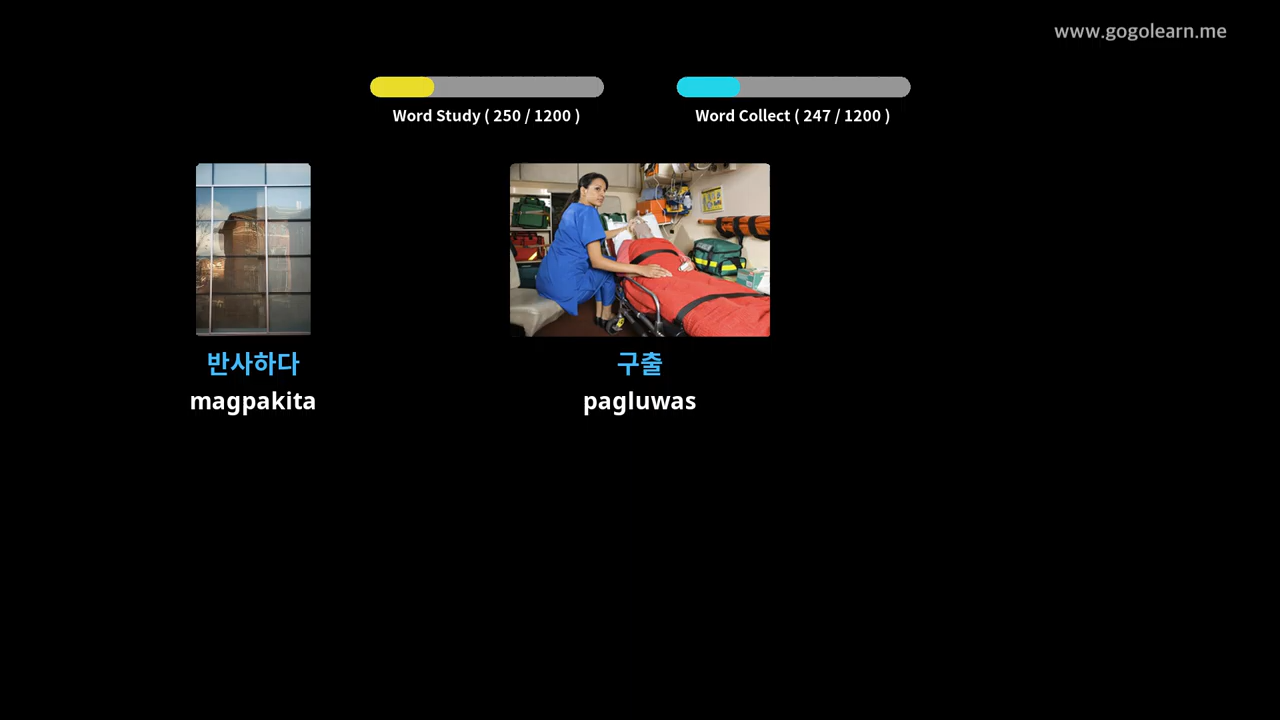 www.gogolearn.me
Word Study ( 250 / 1200 )
Word Collect ( 247 / 1200 )
반사하다
magpakita
구출
pagluwas